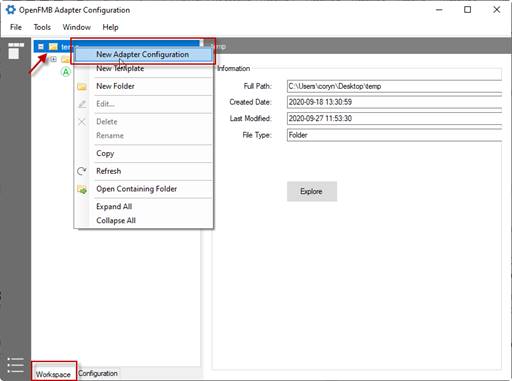 OpenFMB Adapter Configuration
File Tools Window Help
temp
temp
New Adapter Configuration
New Template
New Folder
Edit...
Delete
Rename
Copy
Refresh
Open Containing Folder
Expand All
Collapse All
Information
Full Path: C:\Users\coryn\Desktop\temp
Created Date: 2020-09-18 13:30:59
Last Modified: 2020-09-27 11:53:30
File Type: Folder
Explore
Workspace Configuration